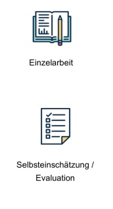 Einzelarbeit
Selbsteinschätzung /
Evaluation